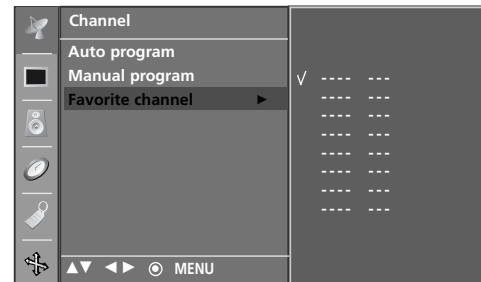 Channel
Auto program
Manual program
Favorite channel ►
√ ---- ---
---- ---
---- ---
---- ---
---- ---
---- ---
---- ---
---- ---
▲▼ ◄► ⦿ MENU